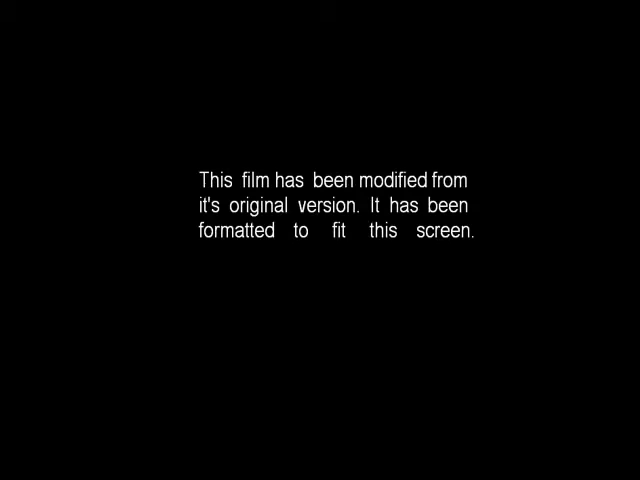 This film has been modified from
it's original version. It has been
formatted to fit this screen.